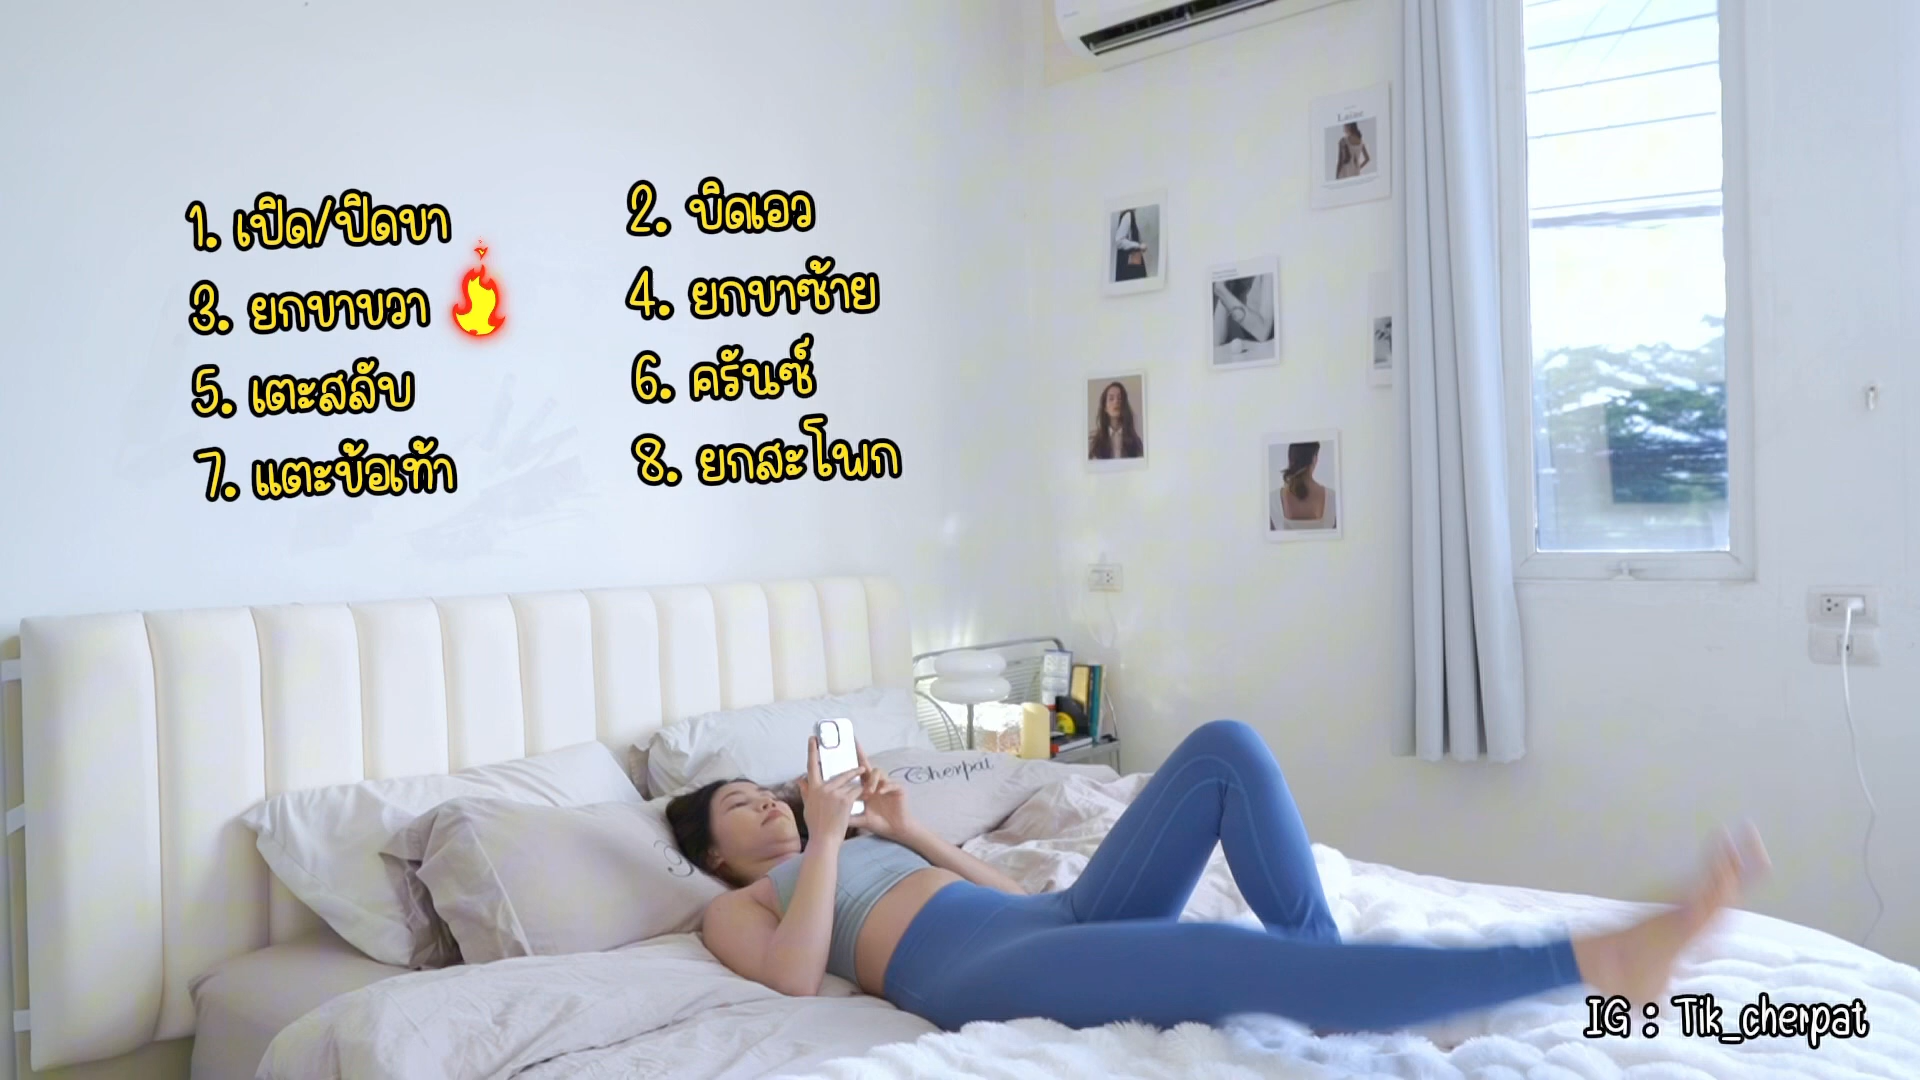 1. เปิด/ปิดขา
2. บิดเอว
3. ยกขาขวา
4. ยกขาซ้าย
5. เตะสลับ
6. ครันซ์
7. แตะข้อเท้า
8. ยกสะโพก
Laine
Cherpat
IG : Tik_cherpat